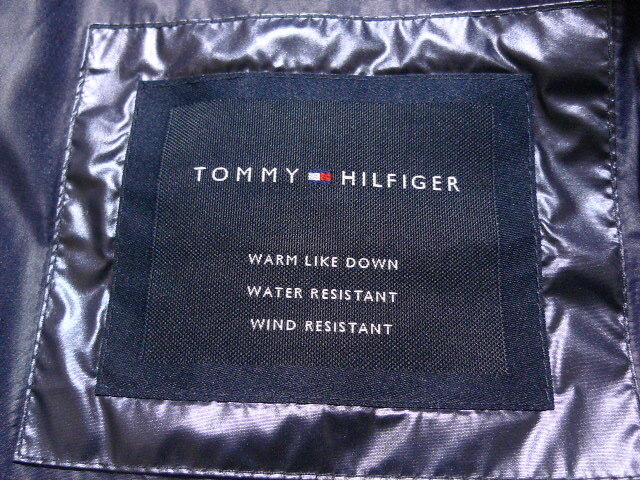 TOMMY HILFIGER
WARM LIKE DOWN
WATER RESISTANT
WIND RESISTANT